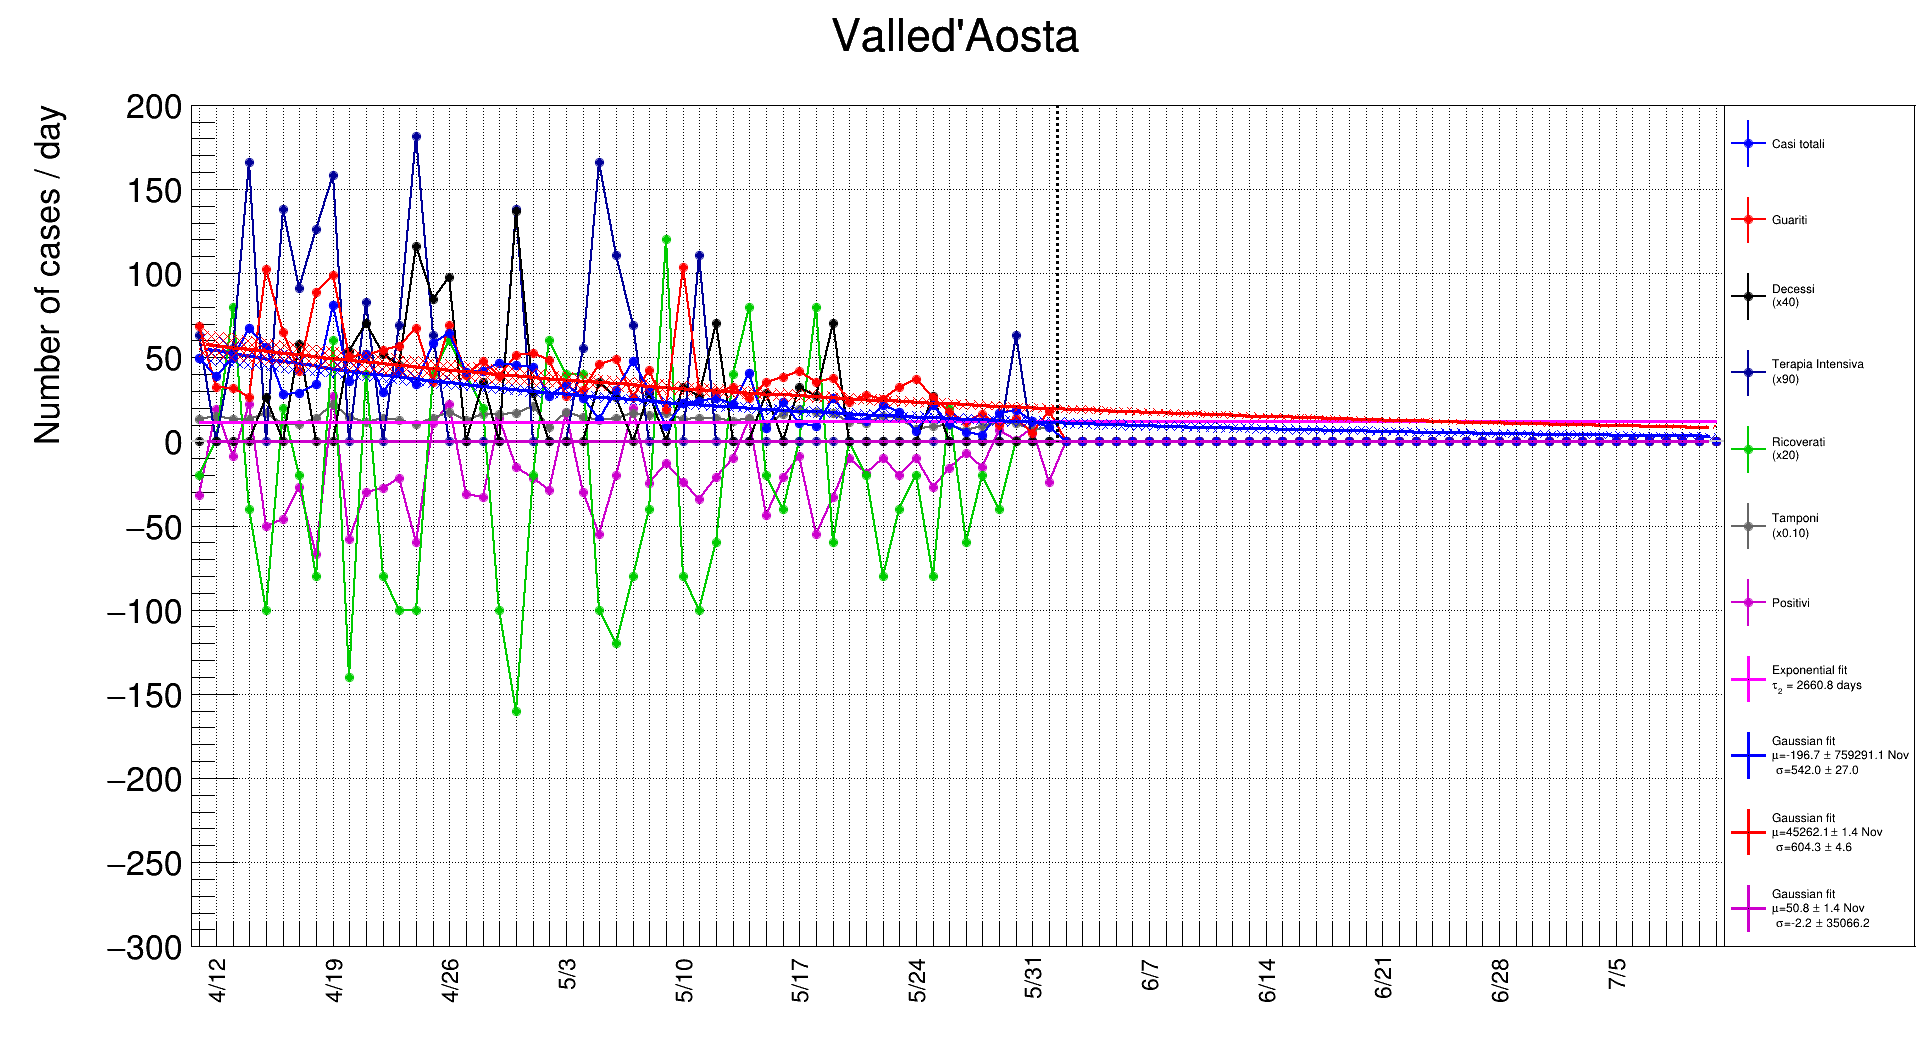 Valled'Aosta
Number of cases / day
200
150
100
50
0
−50
−100
−150
−200
−250
−300
4/12
4/19
4/26
5/3
5/10
5/17
5/24
5/31
6/7
6/14
6/21
6/28
7/5
Casi totali
Guariti
Decessi
(x40)
Terapia Intensiva
(x90)
Ricoverati
(x20)
Tamponi
(x0.10)
Positivi
Exponential fit
τ2 = 2660.8 days
Gaussian fit
μ=-196.7 ± 759291.1 Nov
σ=542.0 ± 27.0
Gaussian fit
μ=45262.1± 1.4 Nov
σ=604.3 ± 4.6
Gaussian fit
μ=50.8 ± 1.4 Nov
σ=-2.2 ± 35066.2